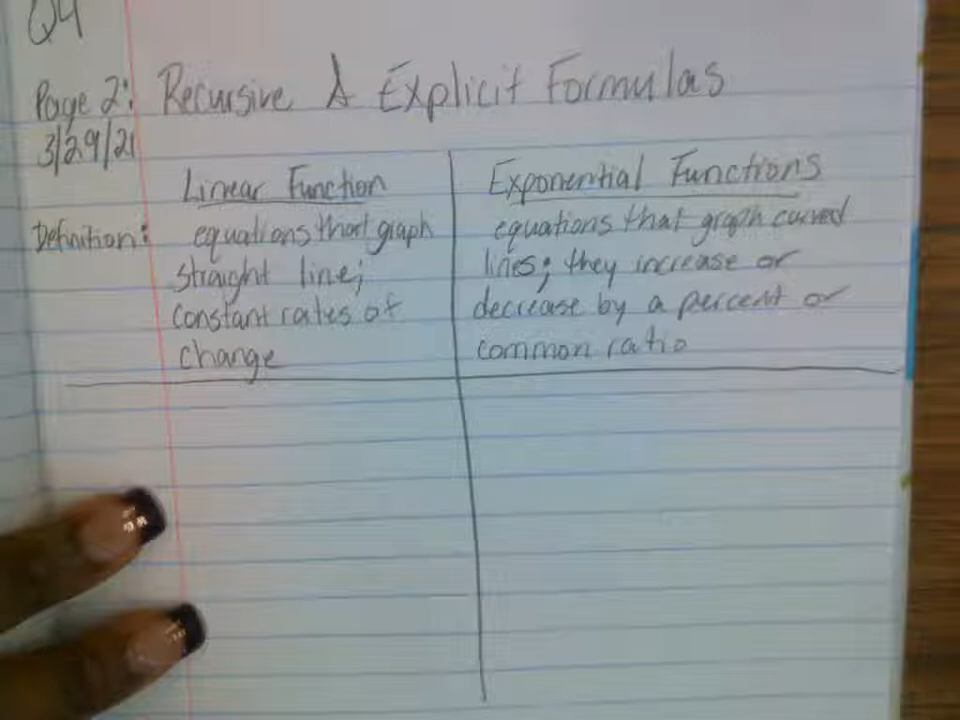 Q4
Page 2: Recursive & Explicit Formulas
3/29/21
Linear Function
Exponential Functions
Definition: equations that graph
straight line;
constant rates of
change
equations that graph curved
lines; they increase or
decrease by a percent or
common ratio